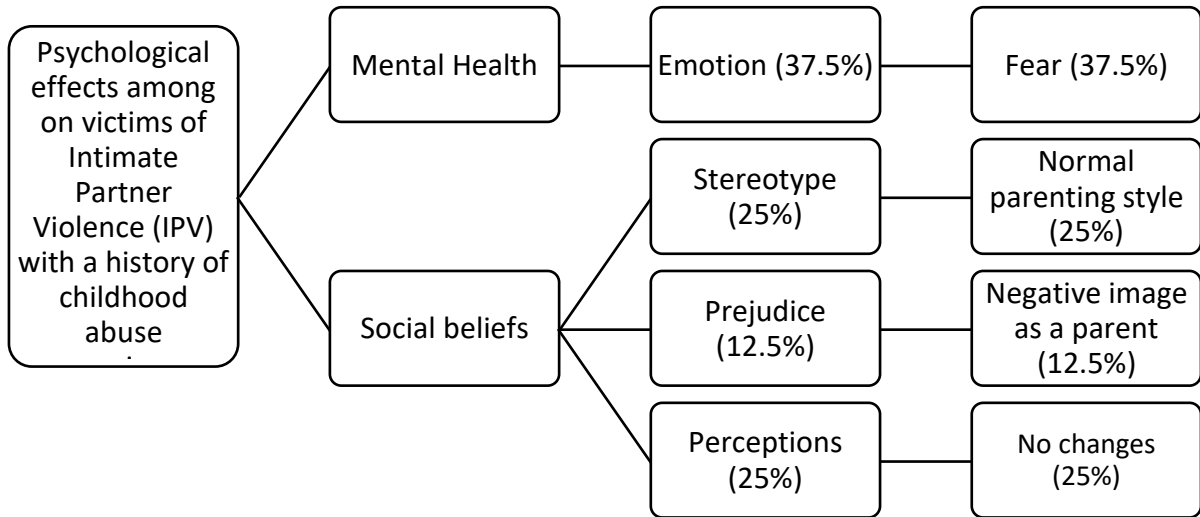 Psychological
effects among
on victims of
Intimate
Partner
Violence (IPV)
with a history of
childhood
abuse
Mental Health
Emotion (37.5%)
Fear (37.5%)
Social beliefs
Stereotype
(25%)
Normal
parenting style
(25%)
Prejudice
(12.5%)
Negative image
as a parent
(12.5%)
Perceptions
(25%)
No changes
(25%)